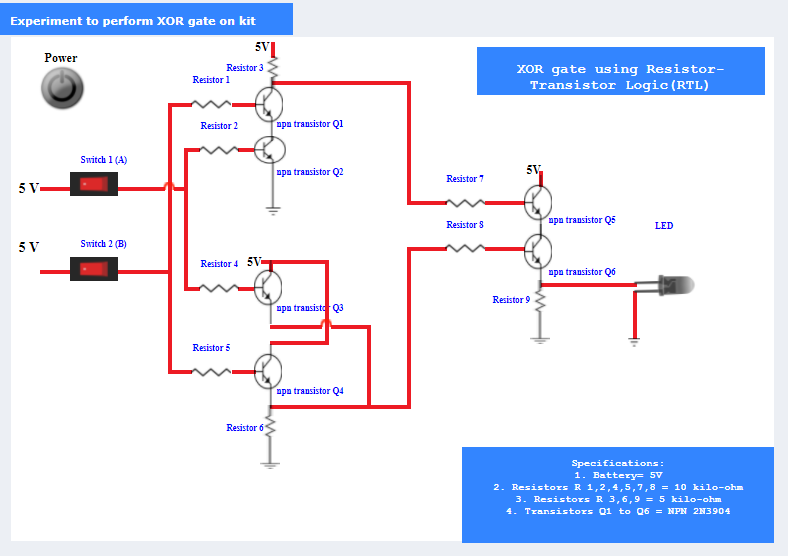 Experiment to perform XOR gate on kit
Power
5V
Resistor 3
Resistor 1
XOR gate using Resistor-
Transistor Logic(RTL)
Resistor 2
npn transistor Q1
Switch 1 (A)
npn transistor Q2
5 V
Resistor 7
5V
Resistor 8
npn transistor Q5
LED
5 V
Switch 2 (B)
Resistor 4
5V
npn transistor Q6
Resistor 9
npn transistor Q3
Resistor 5
npn transistor Q4
Resistor 6
Specifications:
1. Battery= 5V
2. Resistors R 1,2,4,5,7,8 = 10 kilo-ohm
3. Resistors R 3,6,9 = 5 kilo-ohm
4. Transistors Q1 to Q6 = NPN 2N3904